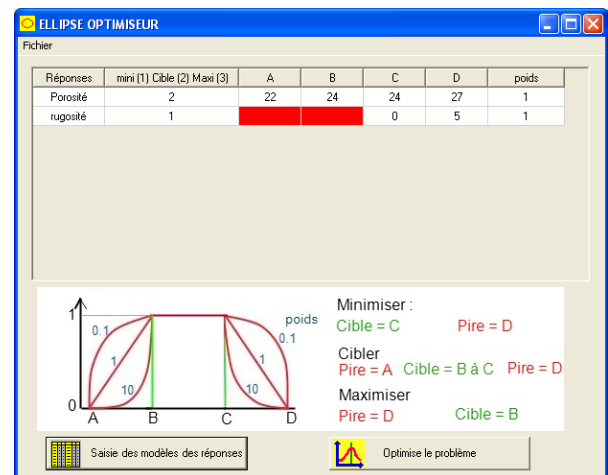 ELLIPSE OPTIMISEUR
Fichier
Réponses mini (1) Cible (2) Maxi (3) A B C D poids
Porosité 2 22 24 24 27 1
rugosité 1 0 5 1
1
0.1
1
10
0
A B C D
poids
0.1
1
10
Minimiser :
Cible = C Pire = D
Cibler
Pire = A Cible = B à C Pire = D
Maximiser
Pire = D Cible = B
Saisie des modèles des réponses
Optimise le problème